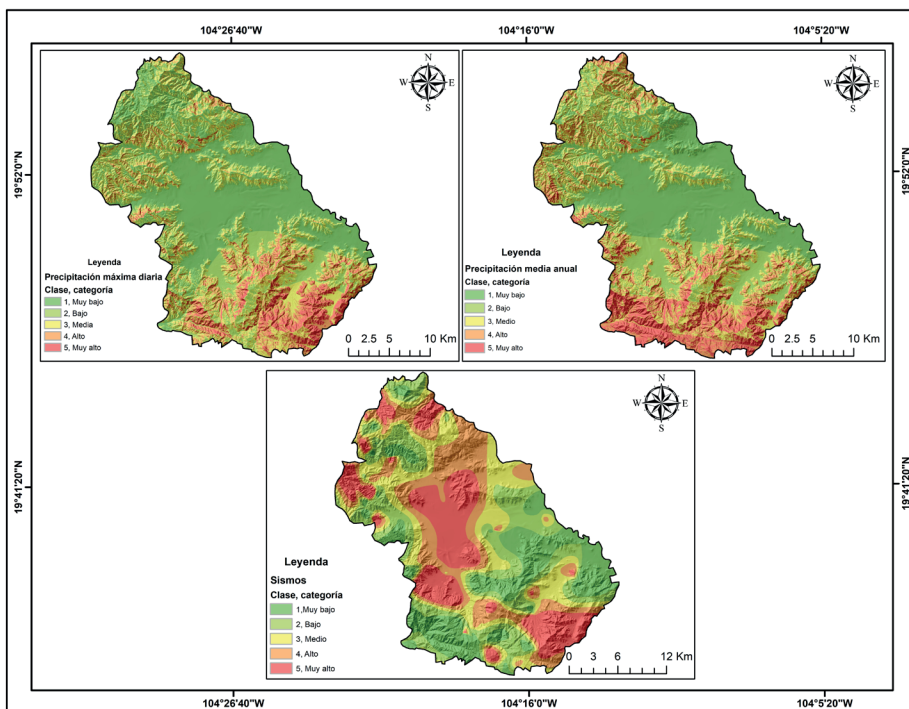 104°26'40"W
104°16'0"W
104°5'20"W
19°52'0"N
19°41'20"N
N
W E
S
Leyenda
Precipitación máxima diaria
Clase, categoría
1, Muy bajo
2, Bajo
3, Media
4, Alto
5, Muy alto
0 2.5 5 10 Km
N
W E
S
Leyenda
Precipitación media anual
Clase, categoría
1, Muy bajo
2, Bajo
3, Medio
4, Alto
5, Muy alto
0 2.5 5 10 Km
19°52'0"N
19°41'20"N
N
W E
S
Leyenda
Sismos
Clase, categoría
1,Muy bajo
2, Bajo
3, Medio
4, Alto
5, Muy alto
0 3 6 12 Km
104°26'40"W
104°16'0"W
104°5'20"W